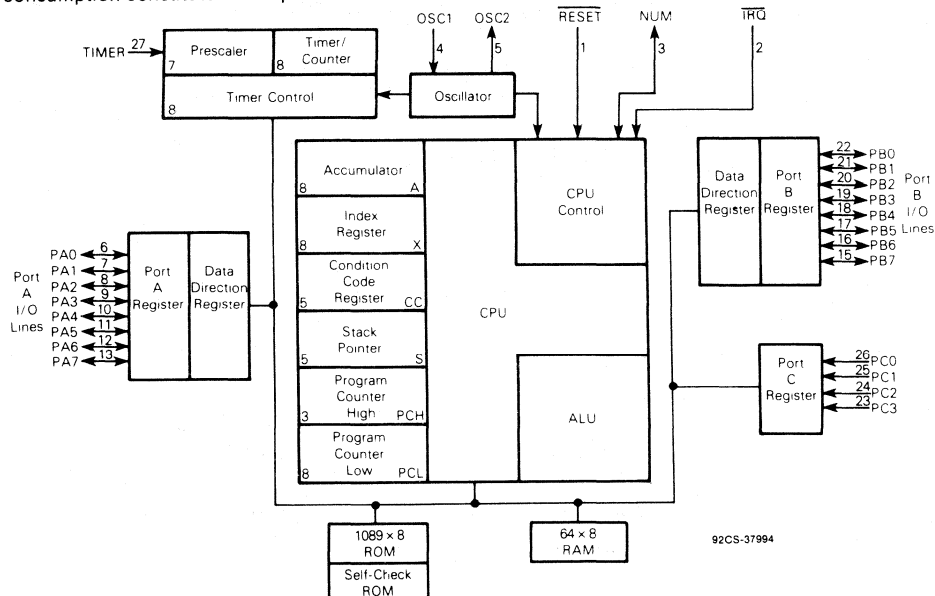 OSC1
OSC2
RESET
NUM
IRQ
4
5
1
3
2
TIMER
27
Prescaler
7
Timer/
Counter
8
Timer Control
8
Oscillator
Accumulator
8
A
Index
Register
8
X
Condition
Code
Register
5
CC
Stack
Pointer
5
S
Program
Counter
High
3
PCH
Program
Counter
Low
8
PCL
CPU
CPU
Control
ALU
Port
A
I/O
Lines
PA0 6
PA1 7
PA2 8
PA3 9
PA4 10
PA5 11
PA6 12
PA7 13
Port
A
Register
Data
Direction
Register
Data
Direction
Register
Port
B
Register
22 PB0
21 PB1
20 PB2
19 PB3
18 PB4
17 PB5
16 PB6
15 PB7
Port
B
I/O
Lines
Port
C
Register
26 PC0
25 PC1
24 PC2
23 PC3
1089 x 8
ROM
Self-Check
ROM
64 x 8
RAM
92CS-37994